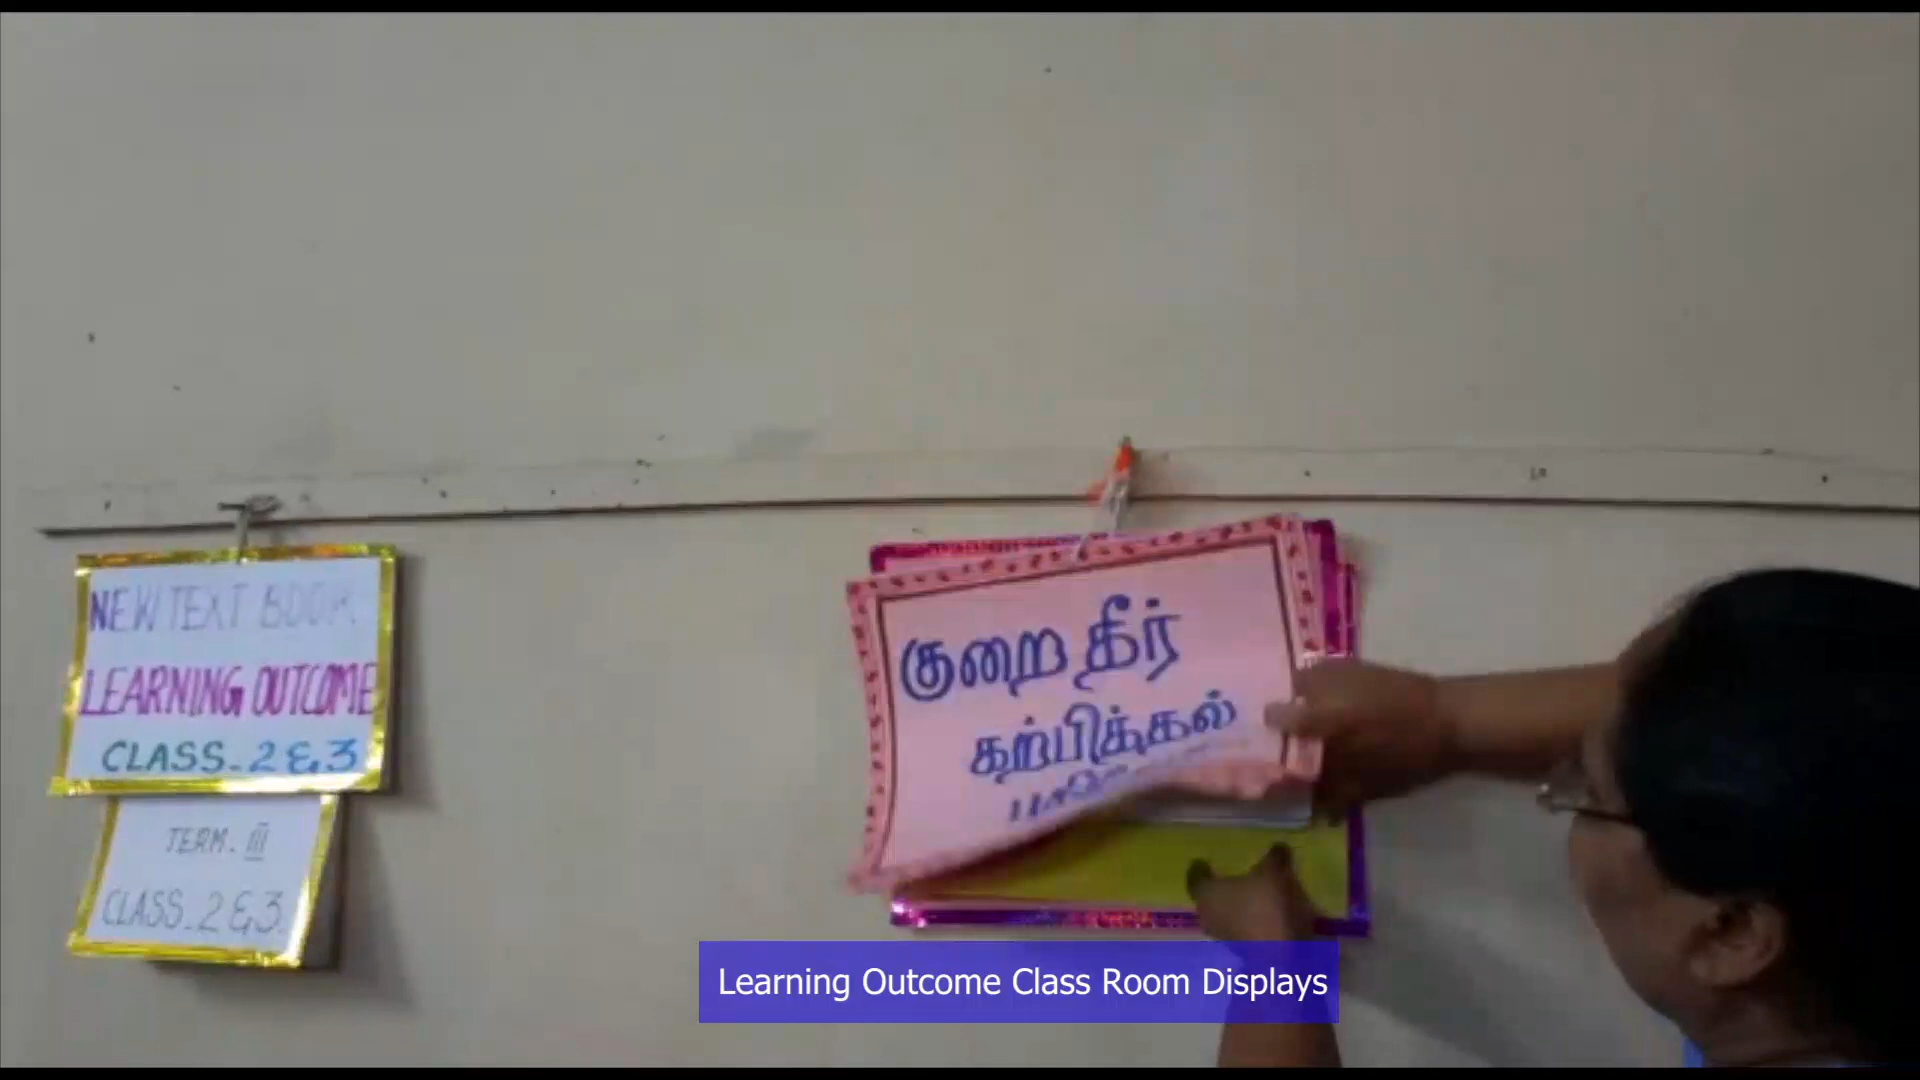 NEW TEXT BOOK
LEARNING OUTCOME
CLASS - 2 & 3
TERM - III
CLASS - 2 & 3
குறை தீர்
கற்பிக்கல்
Learning Outcome Class Room Displays